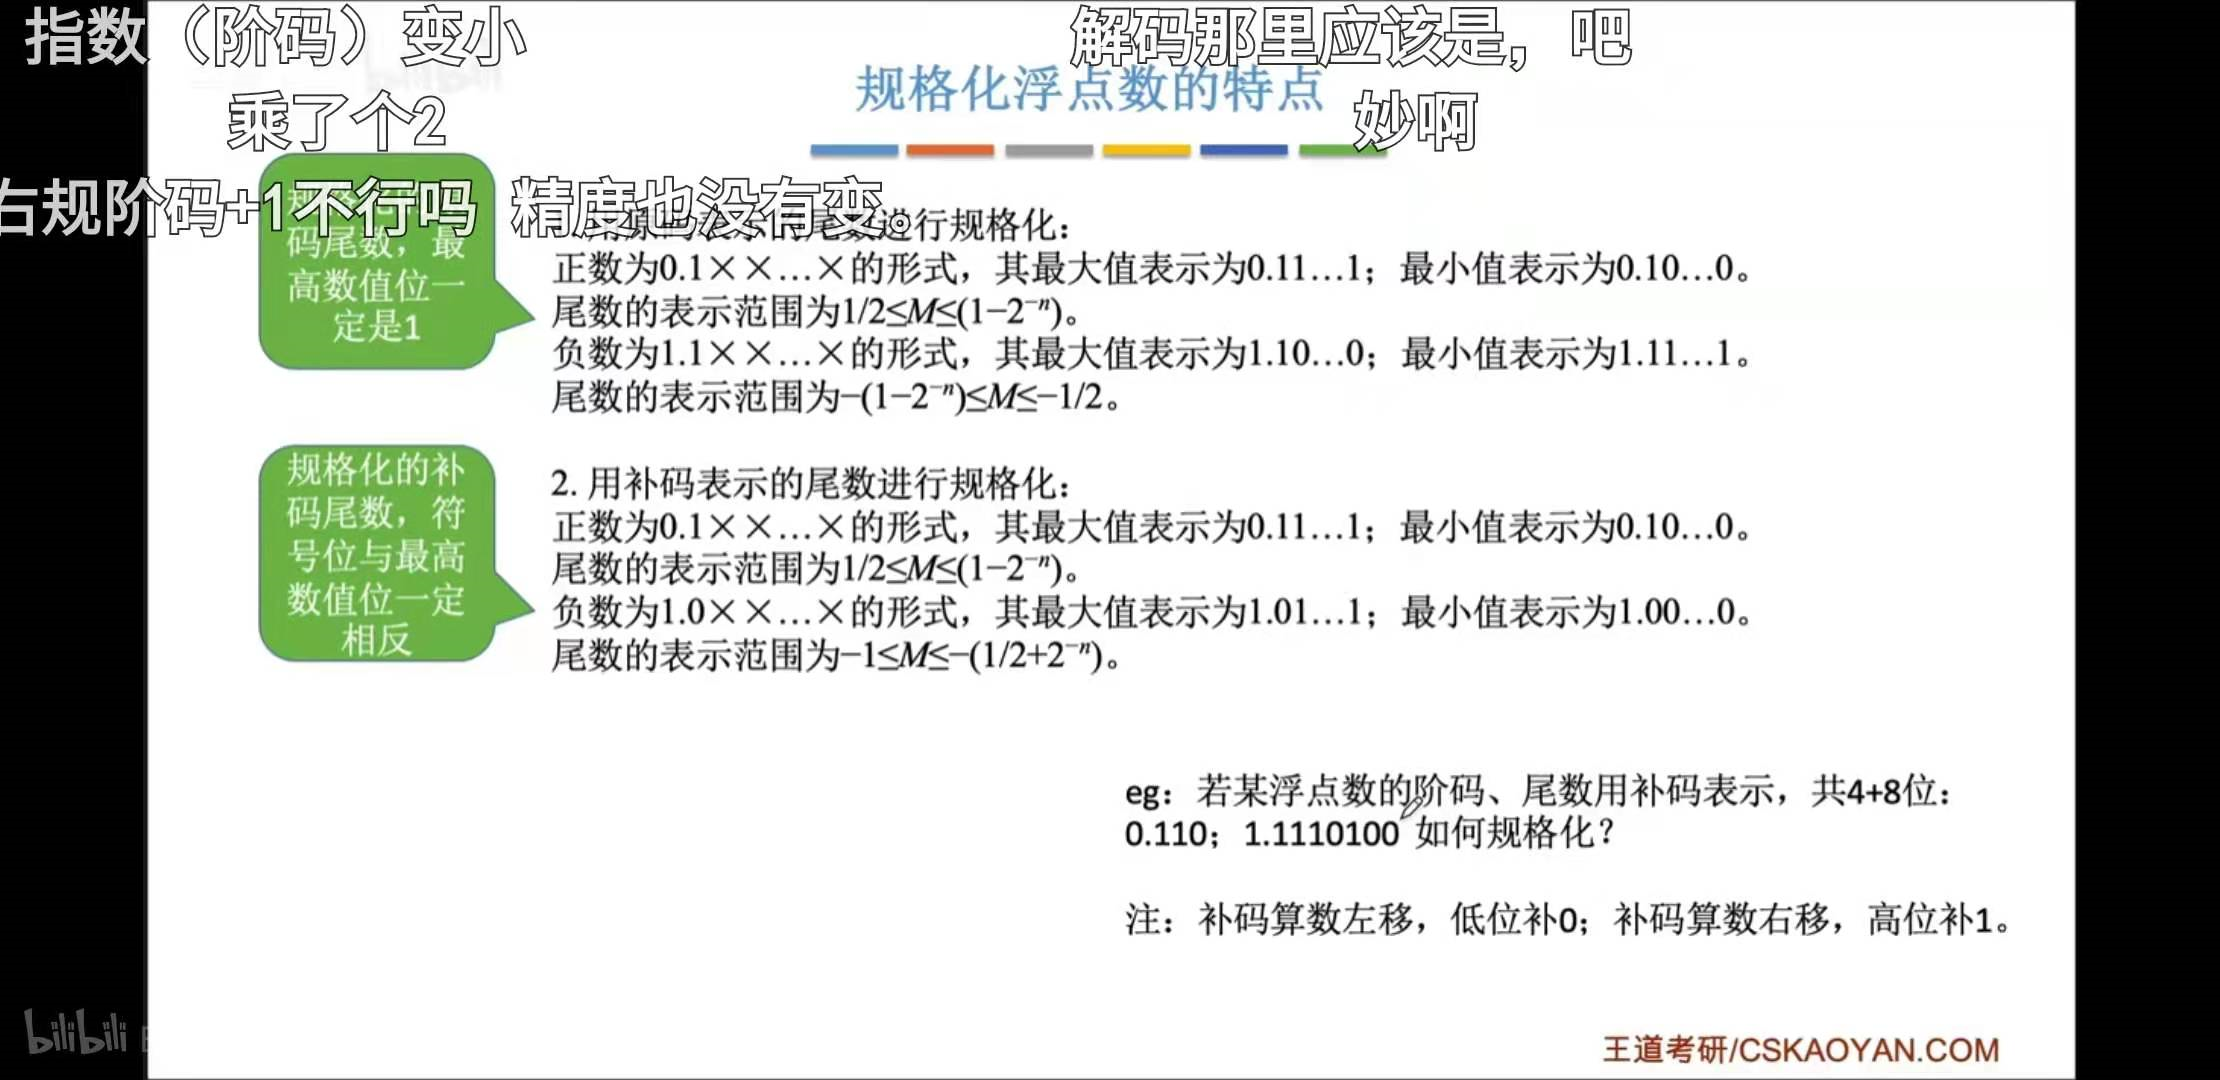 指数（阶码）变小
解码那里应该是，吧
规格化浮点数的特点
乘了个2
妙啊
右规阶码+1不行吗
精度也没有变。
码尾数，最
高数值位一
定是1
用原码表示的尾数进行规格化：
正数为0.1××…×的形式，其最大值表示为0.11…1；最小值表示为0.10…0。
尾数的表示范围为1/2≤M≤(1−2⁻ⁿ)。
负数为1.1××…×的形式，其最大值表示为1.10…0；最小值表示为1.11…1。
尾数的表示范围为−(1−2⁻ⁿ)≤M≤−1/2。
规格化的补
码尾数，符
号位与最高
数值位一定
相反
2. 用补码表示的尾数进行规格化：
正数为0.1××…×的形式，其最大值表示为0.11…1；最小值表示为0.10…0。
尾数的表示范围为1/2≤M≤(1−2⁻ⁿ)。
负数为1.0××…×的形式，其最大值表示为1.01…1；最小值表示为1.00…0。
尾数的表示范围为−1≤M≤−(1/2+2⁻ⁿ)。
eg：若某浮点数的阶码、尾数用补码表示，共4+8位：
0.110；1.1110100 如何规格化？
注：补码算数左移，低位补0；补码算数右移，高位补1。
bilibili
王道考研/CSKAOYAN.COM